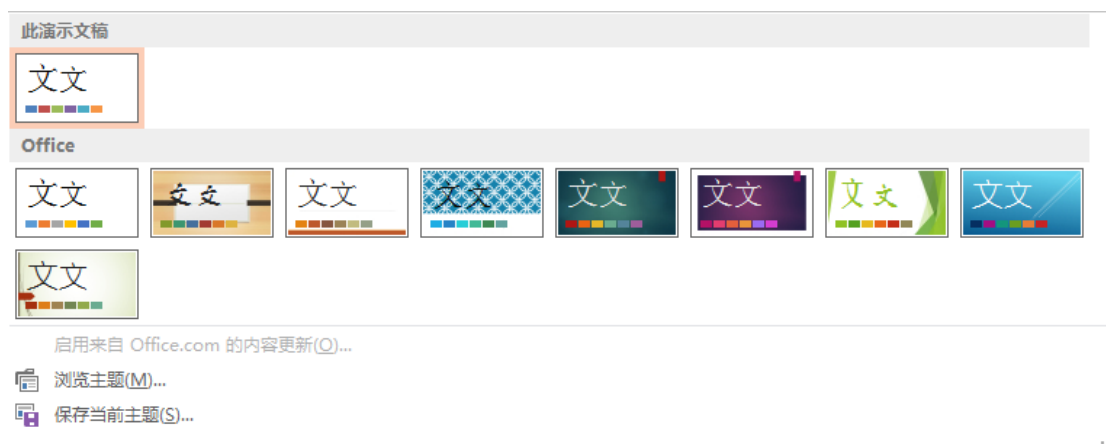 此演示文稿
文文
Office
文文 文文 文文 文文 文文 文文 文文 文文
文文
启用来自 Office.com 的内容更新(O)...
浏览主题(M)...
保存当前主题(S)...